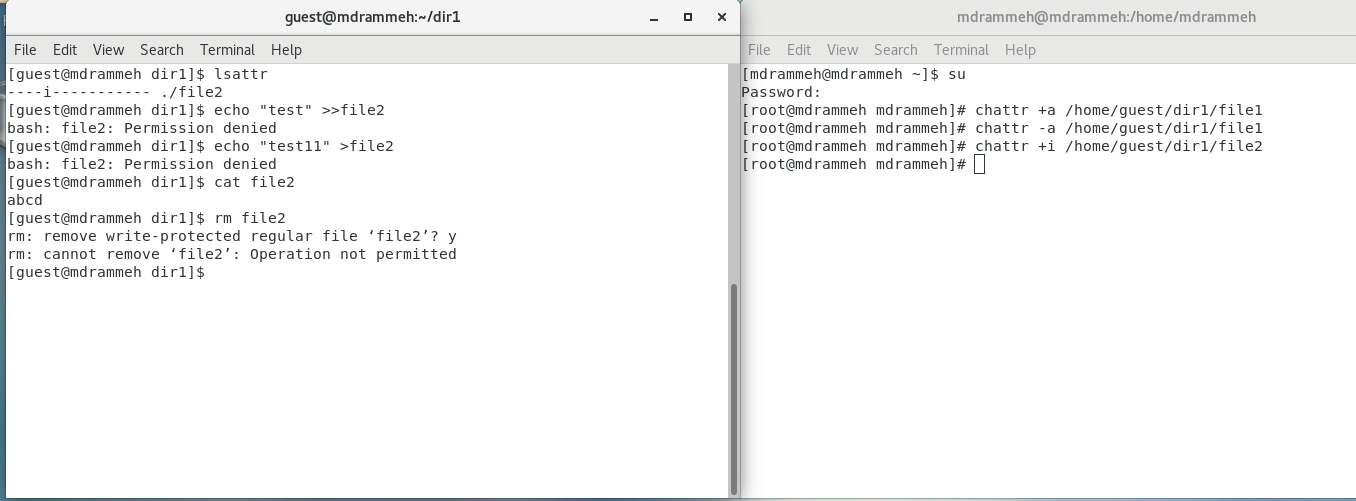 guest@mdrammeh:~/dir1
File Edit View Search Terminal Help
[guest@mdrammeh dir1]$ lsattr
----i----------- ./file2
[guest@mdrammeh dir1]$ echo "test" >>file2
bash: file2: Permission denied
[guest@mdrammeh dir1]$ echo "test11" >file2
bash: file2: Permission denied
[guest@mdrammeh dir1]$ cat file2
abcd
[guest@mdrammeh dir1]$ rm file2
rm: remove write-protected regular file ‘file2’? y
rm: cannot remove ‘file2’: Operation not permitted
[guest@mdrammeh dir1]$
mdrammeh@mdrammeh:/home/mdrammeh
File Edit View Search Terminal Help
[mdrammeh@mdrammeh ~]$ su
Password:
[root@mdrammeh mdrammeh]# chattr +a /home/guest/dir1/file1
[root@mdrammeh mdrammeh]# chattr -a /home/guest/dir1/file1
[root@mdrammeh mdrammeh]# chattr +i /home/guest/dir1/file2
[root@mdrammeh mdrammeh]#